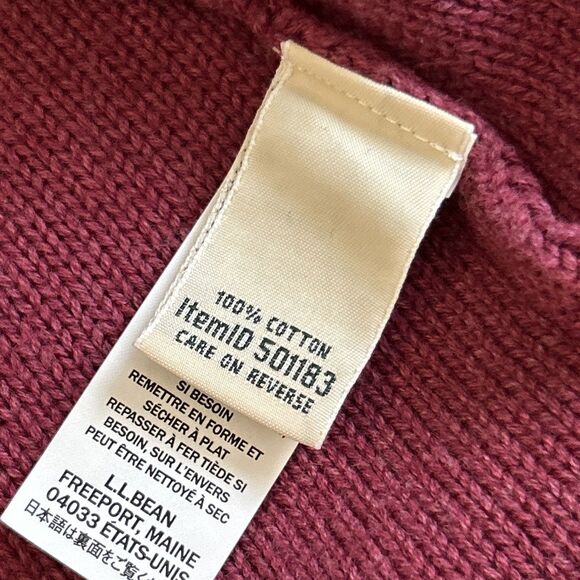 100% COTTON
ItemID 501183
CARE ON REVERSE
SI BESOIN
REMETTRE EN FORME ET
SÉCHER À PLAT
REPASSER À FER TIÈDE SI
BESOIN, SUR L'ENVERS
PEUT ÊTRE NETTOYÉ À SEC
L.L.BEAN
FREEPORT, MAINE
04033 ÉTATS-UNIS
日本語は裏面をご覧く